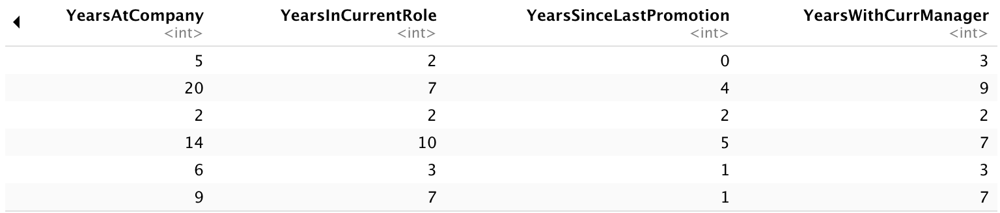 YearsAtCompany YearsInCurrentRole YearsSinceLastPromotion YearsWithCurrManager
<int> <int> <int> <int>
5 2 0 3
20 7 4 9
2 2 2 2
14 10 5 7
6 3 1 3
9 7 1 7